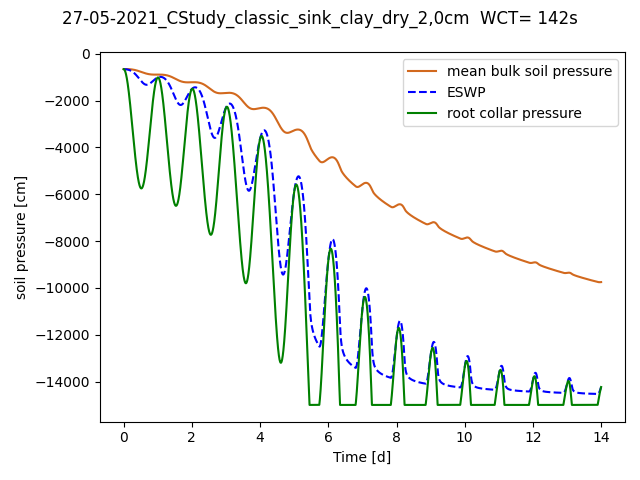 27-05-2021_CStudy_classic_sink_clay_dry_2,0cm  WCT= 142s
0
−2000
−4000
−6000
−8000
−10000
−12000
−14000
soil pressure [cm]
mean bulk soil pressure
ESWP
root collar pressure
0 2 4 6 8 10 12 14
Time [d]